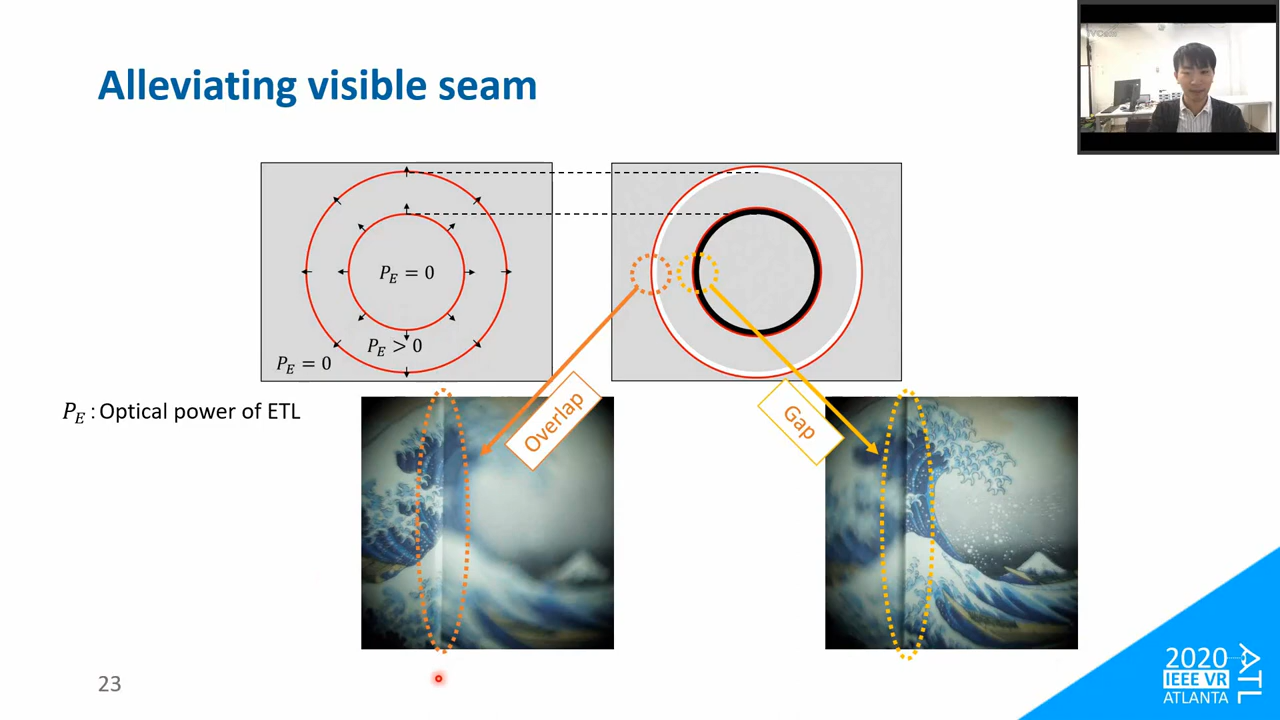 Alleviating visible seam
P_E = 0
P_E > 0
P_E = 0
P_E : Optical power of ETL
Overlap
Gap
23
2020
IEEE VR
ATLANTA
ATL